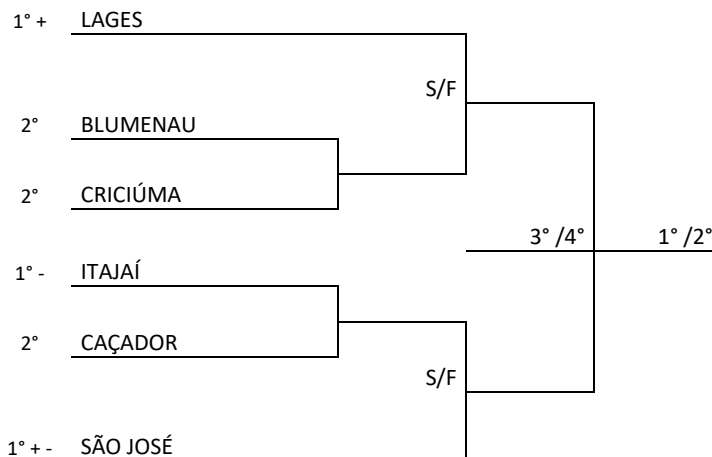 1° + LAGES
S/F
2° BLUMENAU
2° CRICIÚMA
3° /4° 1° /2°
1° - ITAJAÍ
2° CAÇADOR
S/F
1° + - SÃO JOSÉ